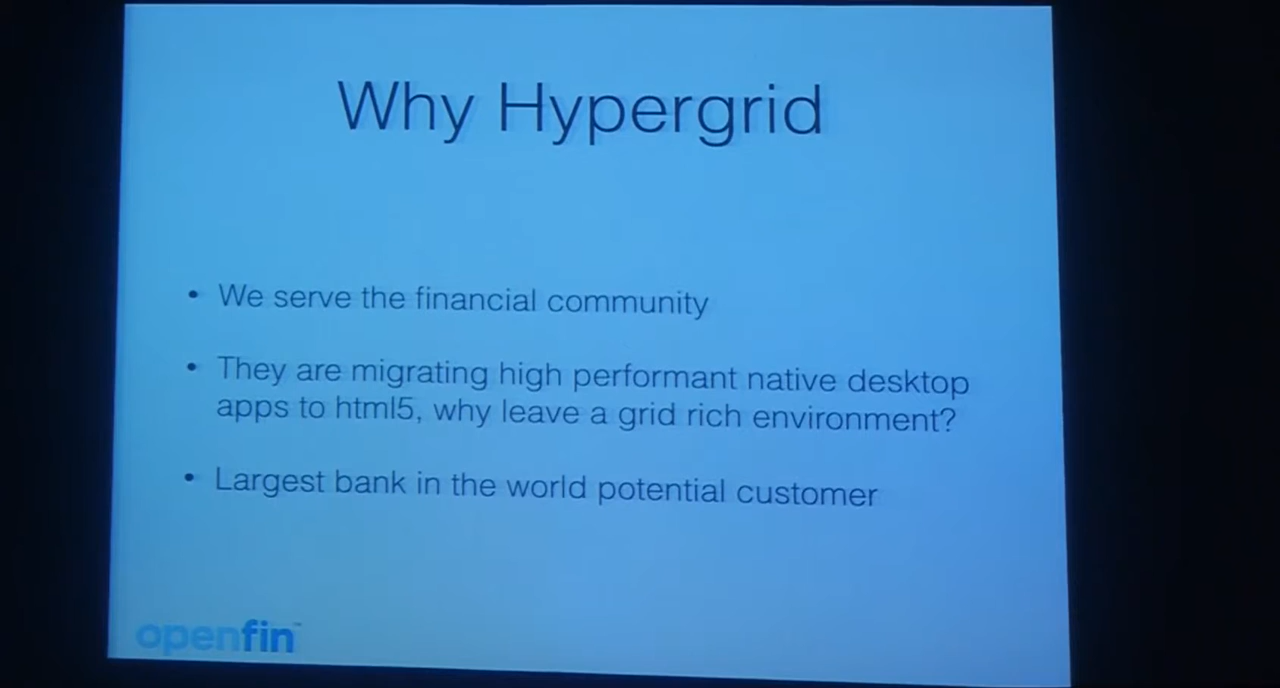 Why Hypergrid
• We serve the financial community
• They are migrating high performant native desktop
apps to html5, why leave a grid rich environment?
• Largest bank in the world potential customer
openfin™